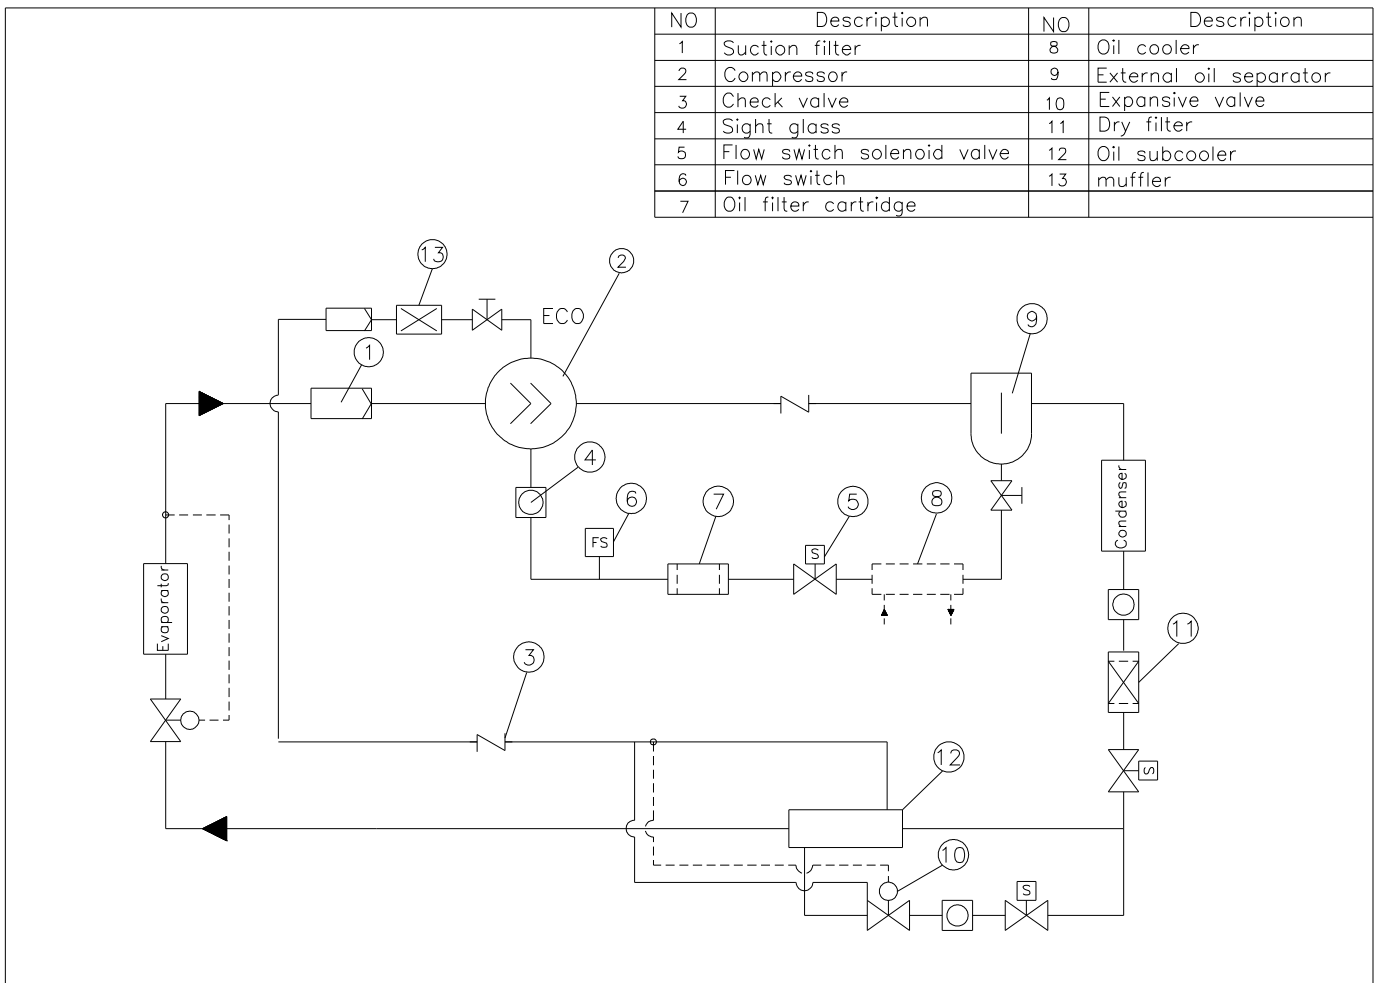 NO Description NO Description
1 Suction filter 8 Oil cooler
2 Compressor 9 External oil separator
3 Check valve 10 Expansive valve
4 Sight glass 11 Dry filter
5 Flow switch solenoid valve 12 Oil subcooler
6 Flow switch 13 muffler
7 Oil filter cartridge
13
2
ECO
9
1
4
6
7
5
8
Condenser
FS
S
Evaporator
11
3
12
S
10
S